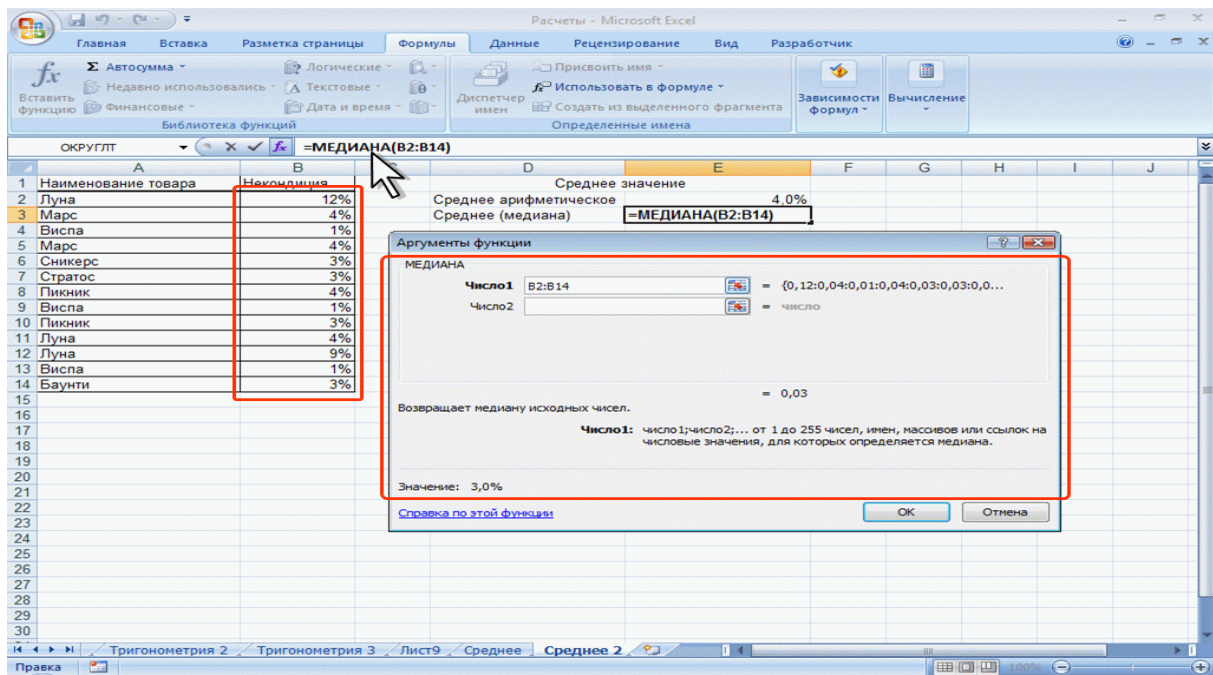 Расчеты - Microsoft Excel
Главная Вставка Разметка страницы Формулы Данные Рецензирование Вид Разработчик
fx Вставить функцию
Σ Автосумма
Недавно использовались
Финансовые
Логические
Текстовые
Дата и время
Библиотека функций
Диспетчер имен
Присвоить имя
Использовать в формуле
Создать из выделенного фрагмента
Определенные имена
Зависимости формул
Вычисление
ОКРУГЛТ fx =МЕДИАНА(B2:B14)
A B C D E F G H I J
1 Наименование товара Некондиция Среднее значение
2 Луна 12% Среднее арифметическое 4,0%
3 Марс 4% Среднее (медиана) =МЕДИАНА(B2:B14)
4 Виспа 1%
5 Марс 4%
6 Сникерс 3%
7 Стратос 3%
8 Пикник 4%
9 Виспа 1%
10 Пикник 3%
11 Луна 4%
12 Луна 9%
13 Виспа 1%
14 Баунти 3%
15
16
17
18
19
20
21
22
23
24
25
26
27
28
29
30
Аргументы функции
МЕДИАНА
Число1 B2:B14 = {0,12:0,04:0,01:0,04:0,03:0,03:0,0...
Число2 = число
= 0,03
Возвращает медиану исходных чисел.
Число1: число1;число2;... от 1 до 255 чисел, имен, массивов или ссылок на
числовые значения, для которых определяется медиана.
Значение: 3,0%
Справка по этой функции
OK Отмена
Тригонометрия 2 Тригонометрия 3 Лист9 Среднее Среднее 2
Правка 100%